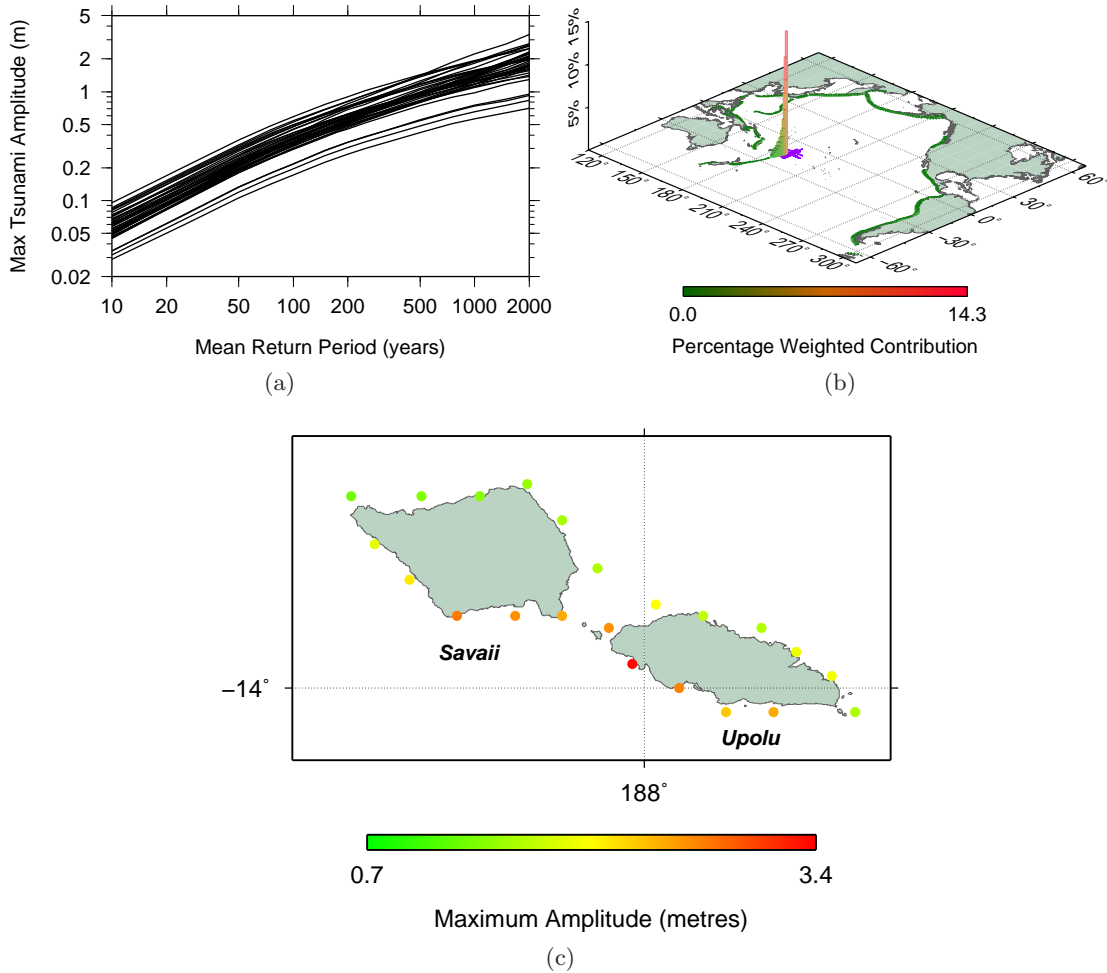 5
2
1
0.5
0.2
0.1
0.05
0.02
Max Tsunami Amplitude (m)
10 20 50 100 200 500 1000 2000
Mean Return Period (years)
(a)
15%
10%
5%
120° 150° 180° 210° 240° 270° 300°
−60° −30° 0° 30° 60°
0.0 14.3
Percentage Weighted Contribution
(b)
Savaii
−14°
Upolu
188°
0.7 3.4
Maximum Amplitude (metres)
(c)